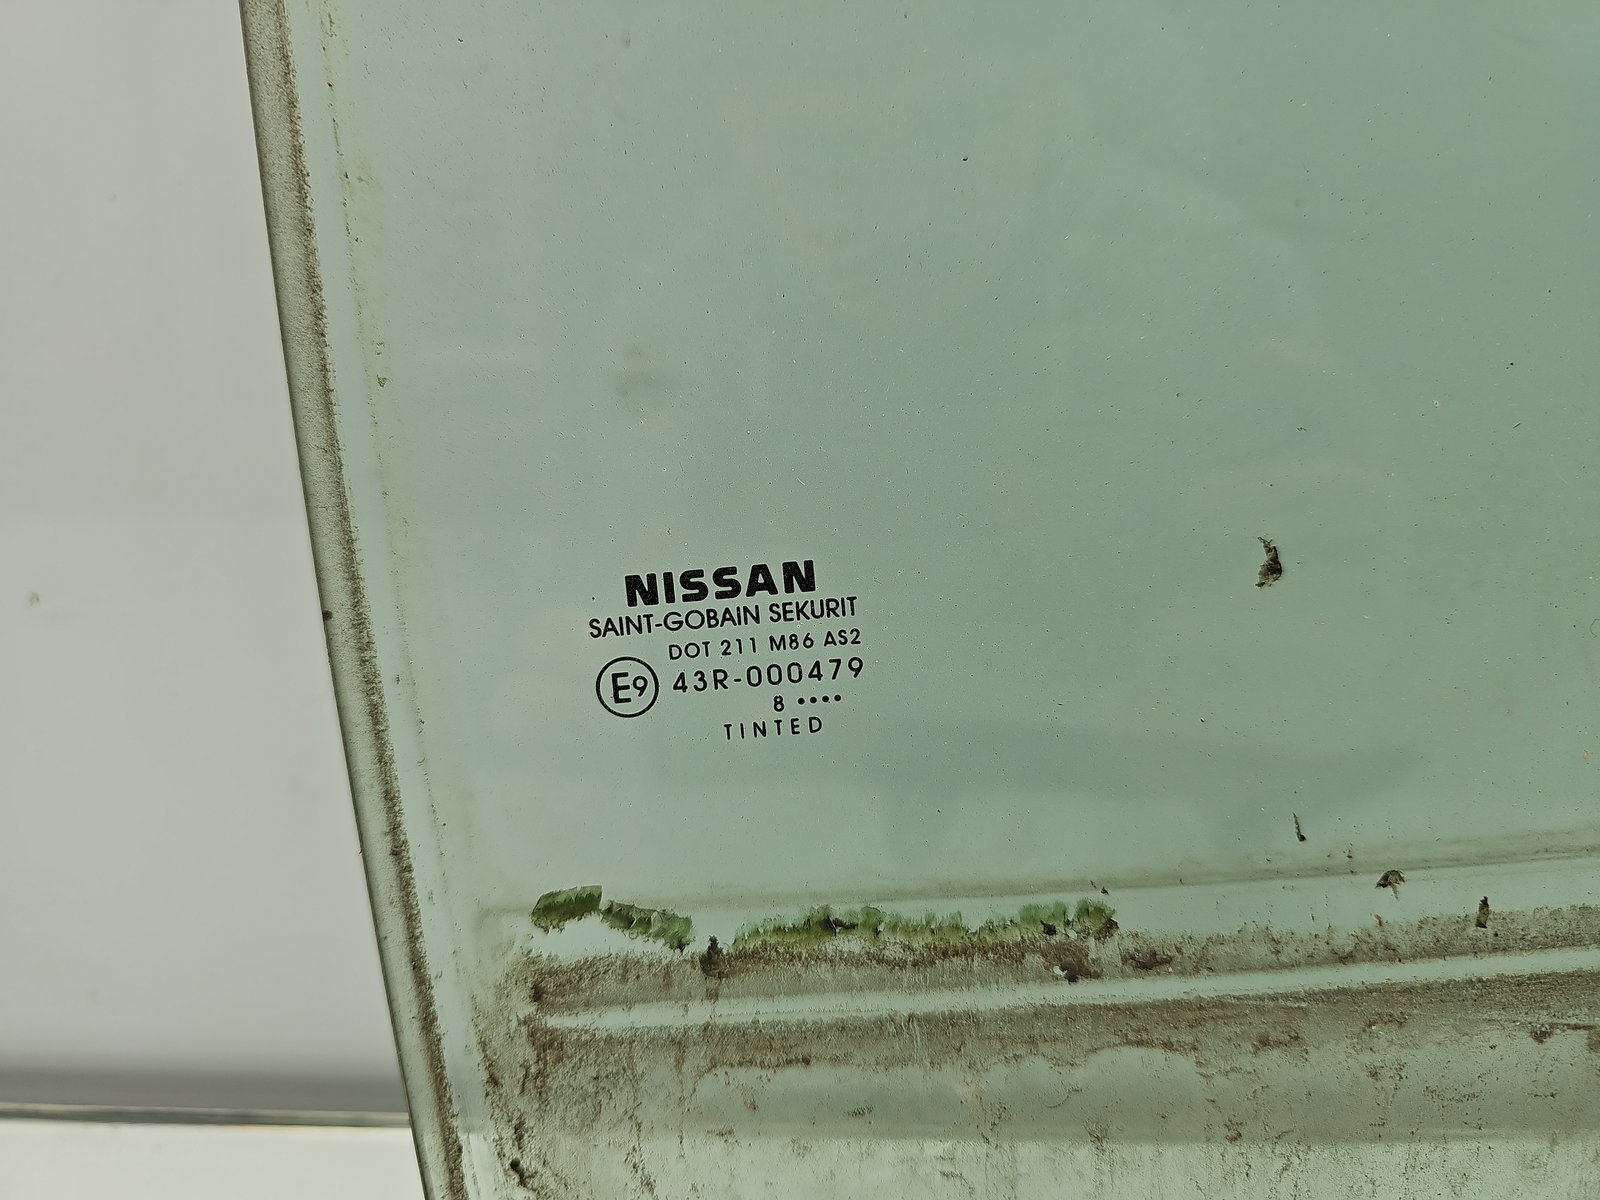 NISSAN
SAINT-GOBAIN SEKURIT
DOT 211 M86 AS2
E9 43R-000479
8 ••••
TINTED